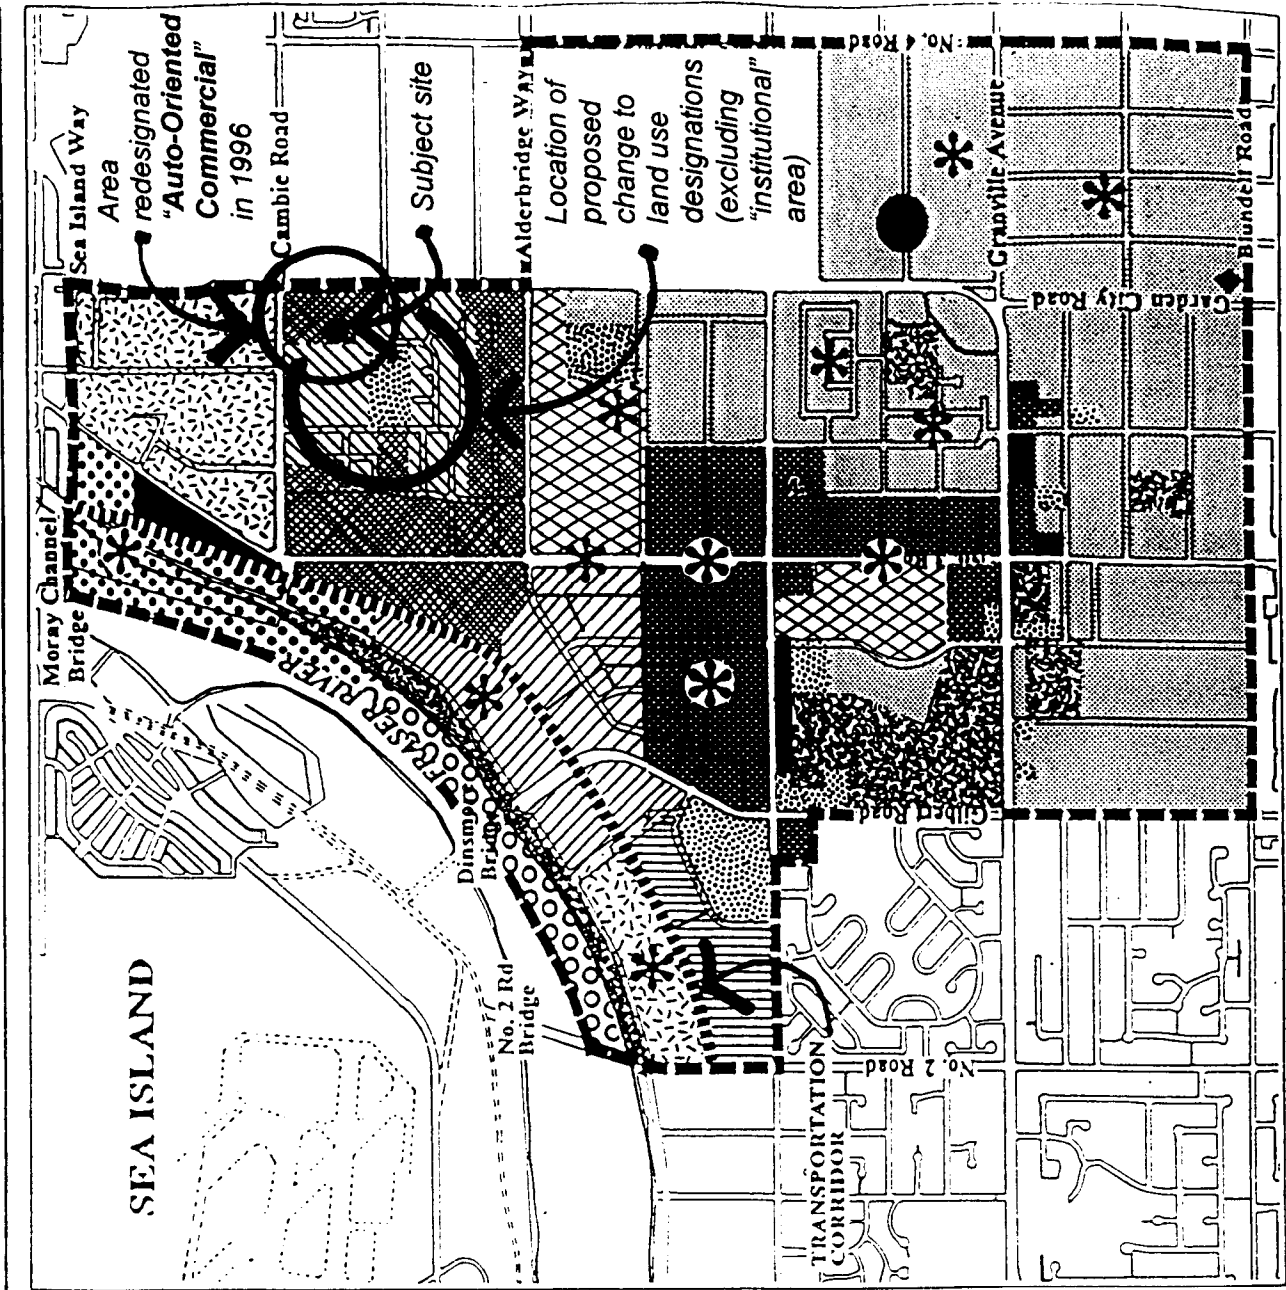 Sea Island Way
Area
redesignated
"Auto-Oriented
Commercial"
in 1996
Cambie Road
Subject site
Alderbridge Way
Location of
proposed
change to
land use
designations
(excluding
"institutional"
area)
No. 4 Road
Granville Avenue
Blundell Road
Garden City Road
Moray Channel
Bridge
FRASER RIVER
Dinsmore
Bridge
No. 2 Rd
Bridge
SEA ISLAND
Gilbert Road
No. 2 Road
TRANSPORTATION
CORRIDOR